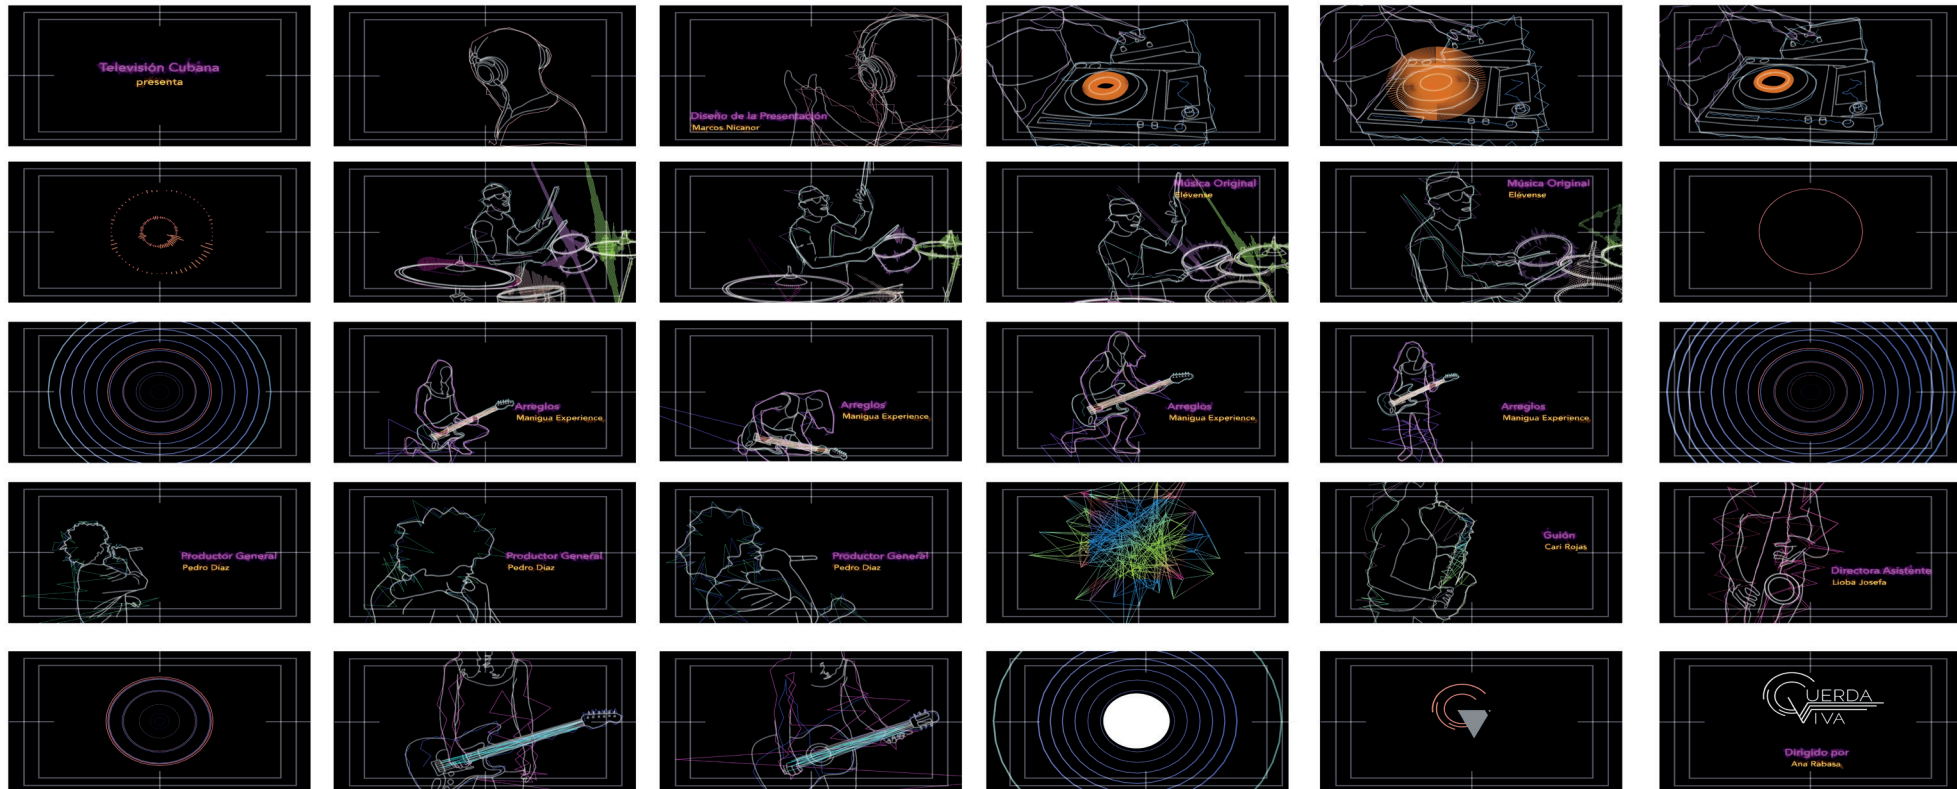 Televisión Cubana
presenta
Diseño de la Presentación
Marcos Nicanor
Música Original
Elévense
Música Original
Elévense
Arreglos
Manigua Experience
Arreglos
Manigua Experience
Arreglos
Manigua Experience
Arreglos
Manigua Experience
Productor General
Pedro Díaz
Productor General
Pedro Díaz
Productor General
Pedro Díaz
Guión
Cari Rojas
Directora Asistente
Lioba Josefa
CUERDA
VIVA
Dirigido por
Ana Rabasa